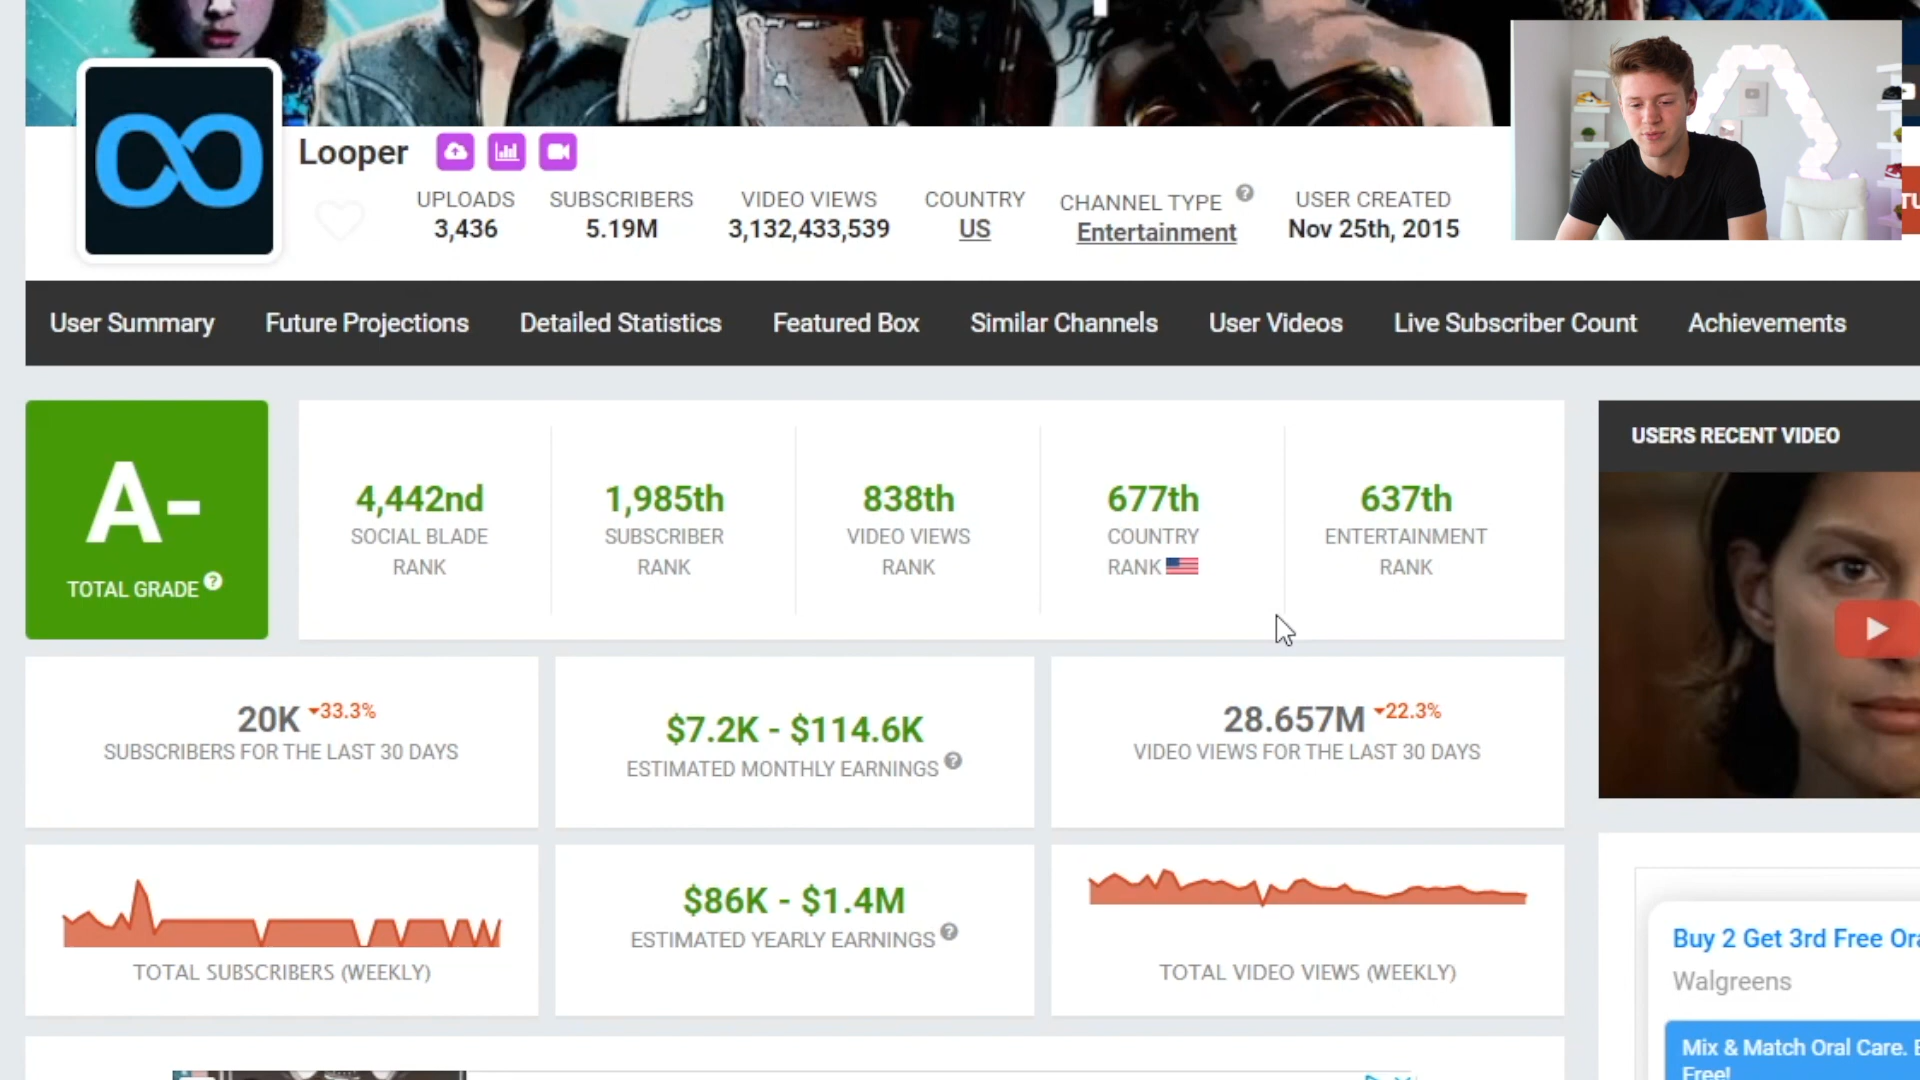 Looper
UPLOADS
3,436
SUBSCRIBERS
5.19M
VIDEO VIEWS
3,132,433,539
COUNTRY
US
CHANNEL TYPE
Entertainment
USER CREATED
Nov 25th, 2015
User Summary
Future Projections
Detailed Statistics
Featured Box
Similar Channels
User Videos
Live Subscriber Count
Achievements
A-
TOTAL GRADE
4,442nd
SOCIAL BLADE
RANK
1,985th
SUBSCRIBER
RANK
838th
VIDEO VIEWS
RANK
677th
COUNTRY
RANK
637th
ENTERTAINMENT
RANK
USERS RECENT VIDEO
20K 33.3%
SUBSCRIBERS FOR THE LAST 30 DAYS
$7.2K - $114.6K
ESTIMATED MONTHLY EARNINGS
28.657M 22.3%
VIDEO VIEWS FOR THE LAST 30 DAYS
TOTAL SUBSCRIBERS (WEEKLY)
$86K - $1.4M
ESTIMATED YEARLY EARNINGS
TOTAL VIDEO VIEWS (WEEKLY)
Buy 2 Get 3rd Free
Walgreens
Mix & Match Oral Care.
Free!